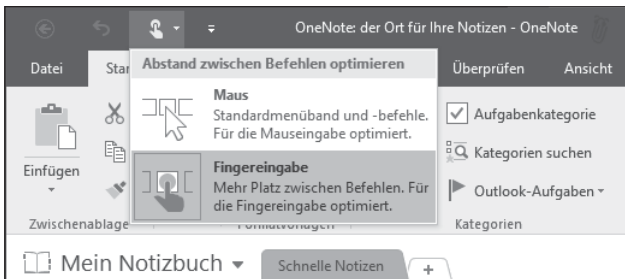 OneNote: der Ort für Ihre Notizen - OneNote
Datei
Abstand zwischen Befehlen optimieren
Überprüfen
Ansicht
Maus
Standardmenüband und -befehle.
Für die Mauseingabe optimiert.
Fingereingabe
Mehr Platz zwischen Befehlen. Für
die Fingereingabe optimiert.
Einfügen
Aufgabenkategorie
Kategorien suchen
Outlook-Aufgaben
Zwischenablage
Kategorien
Mein Notizbuch
Schnelle Notizen